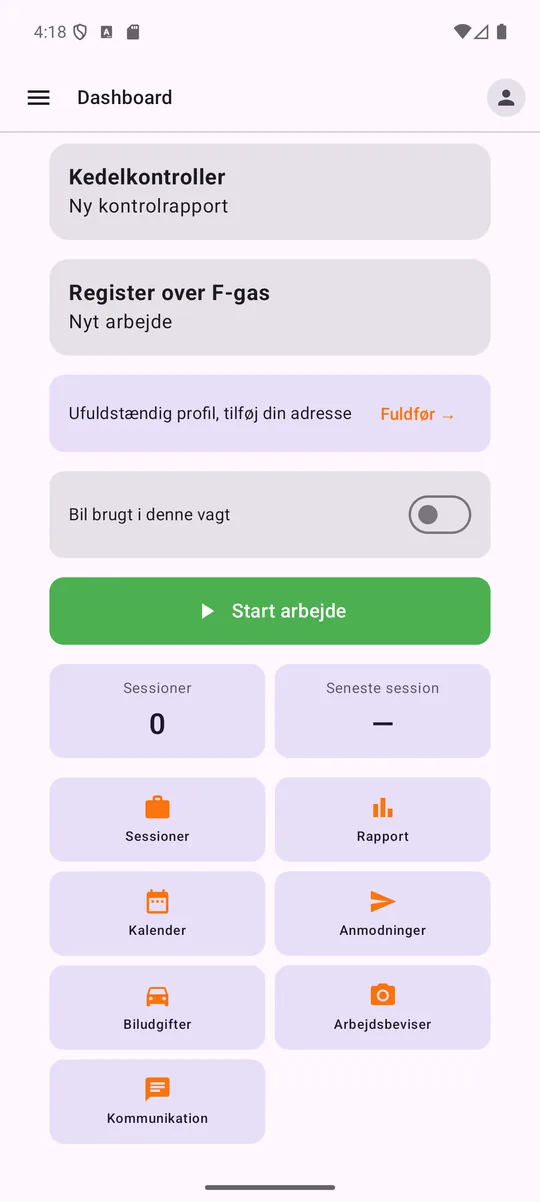 4:18
Dashboard
Kedelkontroller
Ny kontrolrapport
Register over F-gas
Nyt arbejde
Ufuldstændig profil, tilføj din adresse
Fuldfør →
Bil brugt i denne vagt
Start arbejde
Sessioner
0
Seneste session
—
Sessioner
Rapport
Kalender
Anmodninger
Biludgifter
Arbejdsbeviser
Kommunikation